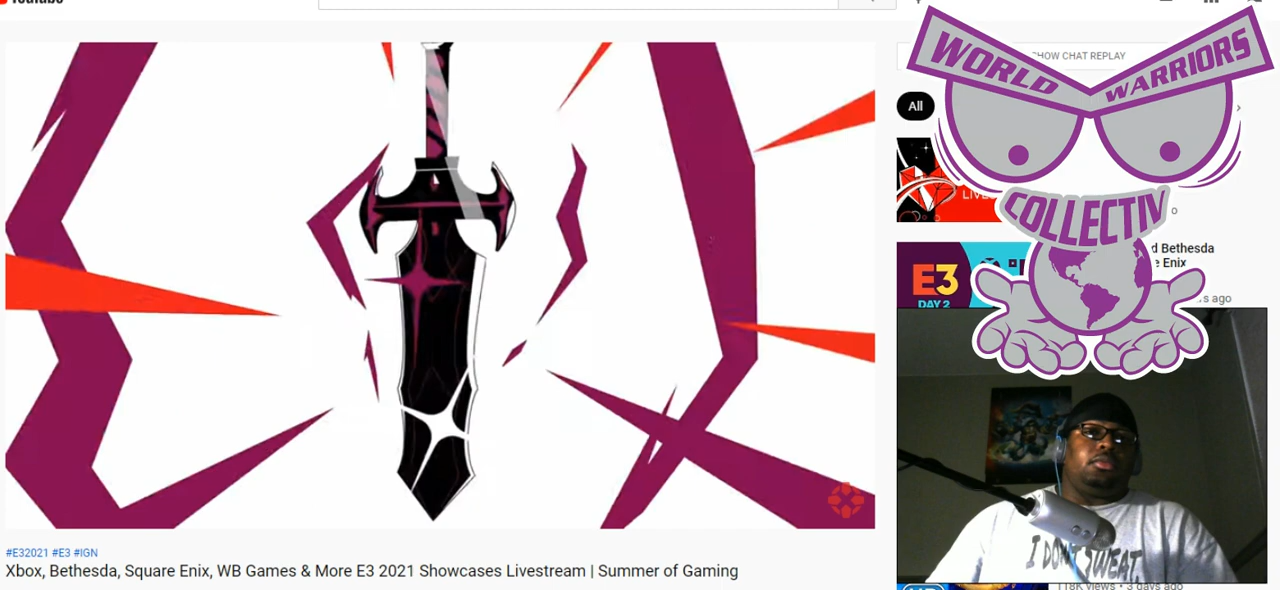 SHOW CHAT REPLAY
WORLD
WARRIORS
COLLECTIV
All
LIVE
d Bethesda
e Enix
E3
DAY 2
s ago
#E32021 #E3 #IGN
Xbox, Bethesda, Square Enix, WB Games & More E3 2021 Showcases Livestream | Summer of Gaming
I DON'T SWEAT
118K views • 3 days ago